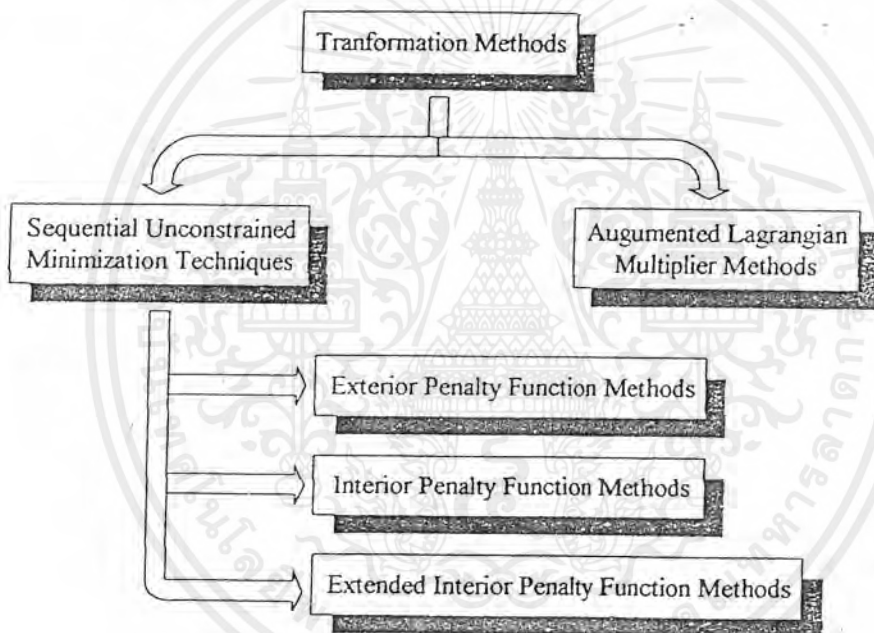 Tranformation Methods
Sequential Unconstrained
Minimization Techniques
Augumented Lagrangian
Multiplier Methods
Exterior Penalty Function Methods
Interior Penalty Function Methods
Extended Interior Penalty Function Methods